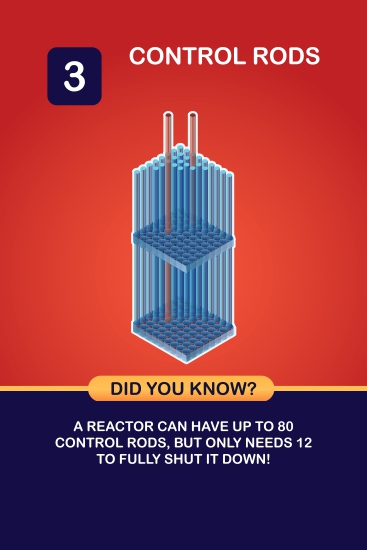 3
CONTROL RODS
DID YOU KNOW?
A REACTOR CAN HAVE UP TO 80
CONTROL RODS, BUT ONLY NEEDS 12
TO FULLY SHUT IT DOWN!